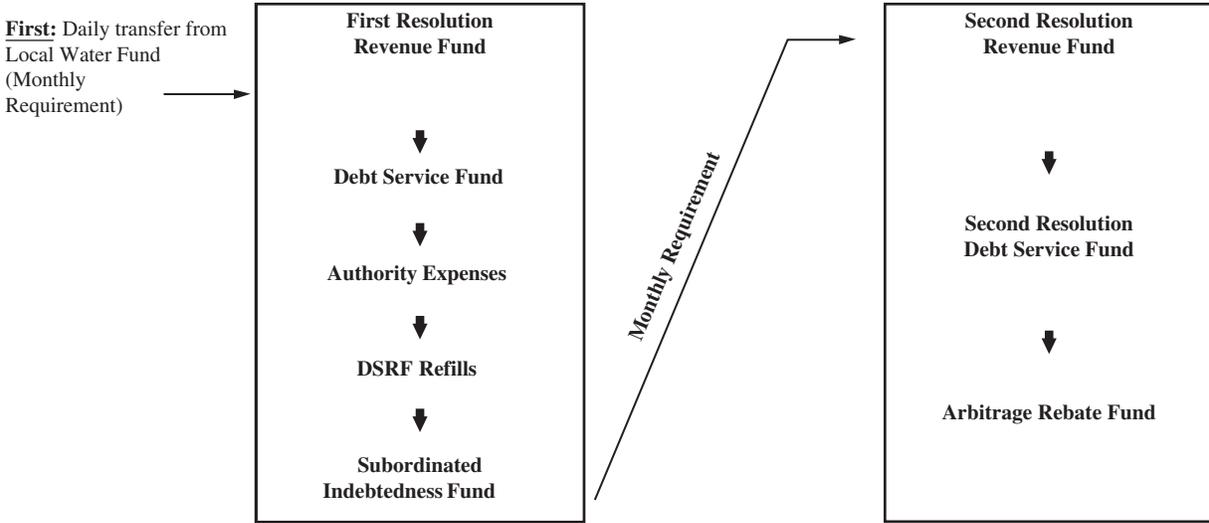 First: Daily transfer from
Local Water Fund
(Monthly
Requirement)
First Resolution
Revenue Fund
Debt Service Fund
Authority Expenses
DSRF Refills
Subordinated
Indebtedness Fund
Monthly Requirement
Second Resolution
Revenue Fund
Second Resolution
Debt Service Fund
Arbitrage Rebate Fund